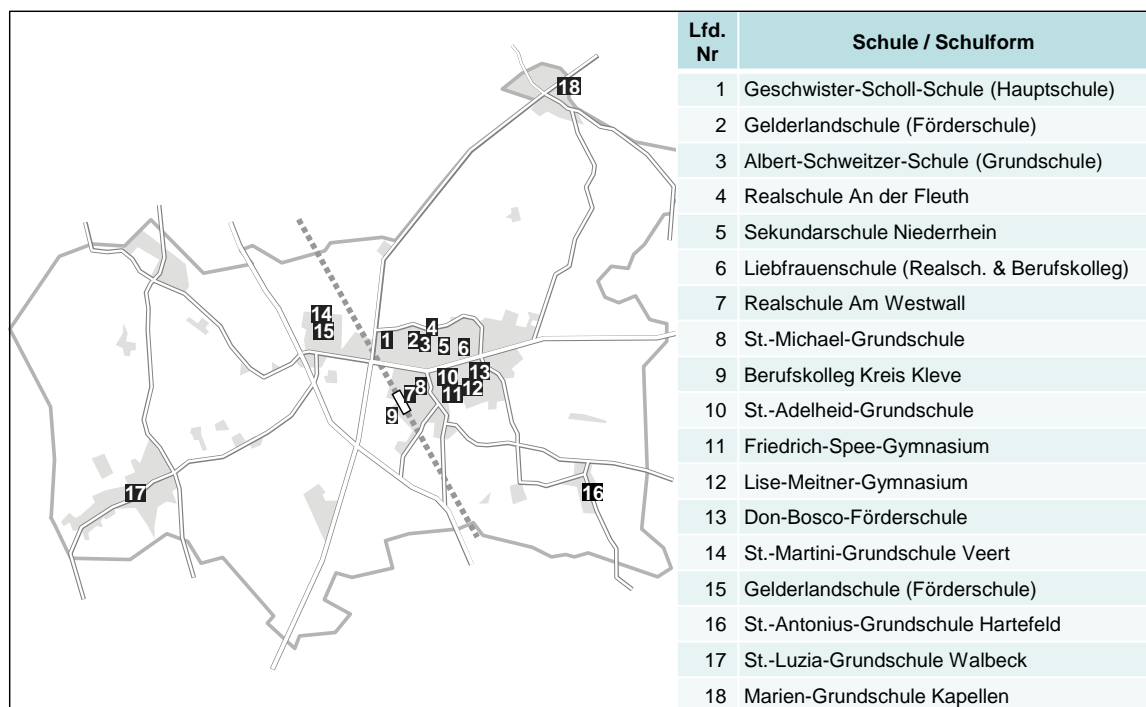 18
14
15
1
2
3
4
5
6
7
8
9
10
11
12
13
16
17
Lfd. Nr
Schule / Schulform
1 Geschwister-Scholl-Schule (Hauptschule)
2 Gelderlandschule (Förderschule)
3 Albert-Schweitzer-Schule (Grundschule)
4 Realschule An der Fleuth
5 Sekundarschule Niederrhein
6 Liebfrauenschule (Realsch. & Berufskolleg)
7 Realschule Am Westwall
8 St.-Michael-Grundschule
9 Berufskolleg Kreis Kleve
10 St.-Adelheid-Grundschule
11 Friedrich-Spee-Gymnasium
12 Lise-Meitner-Gymnasium
13 Don-Bosco-Förderschule
14 St.-Martini-Grundschule Veert
15 Gelderlandschule (Förderschule)
16 St.-Antonius-Grundschule Hartefeld
17 St.-Luzia-Grundschule Walbeck
18 Marien-Grundschule Kapellen